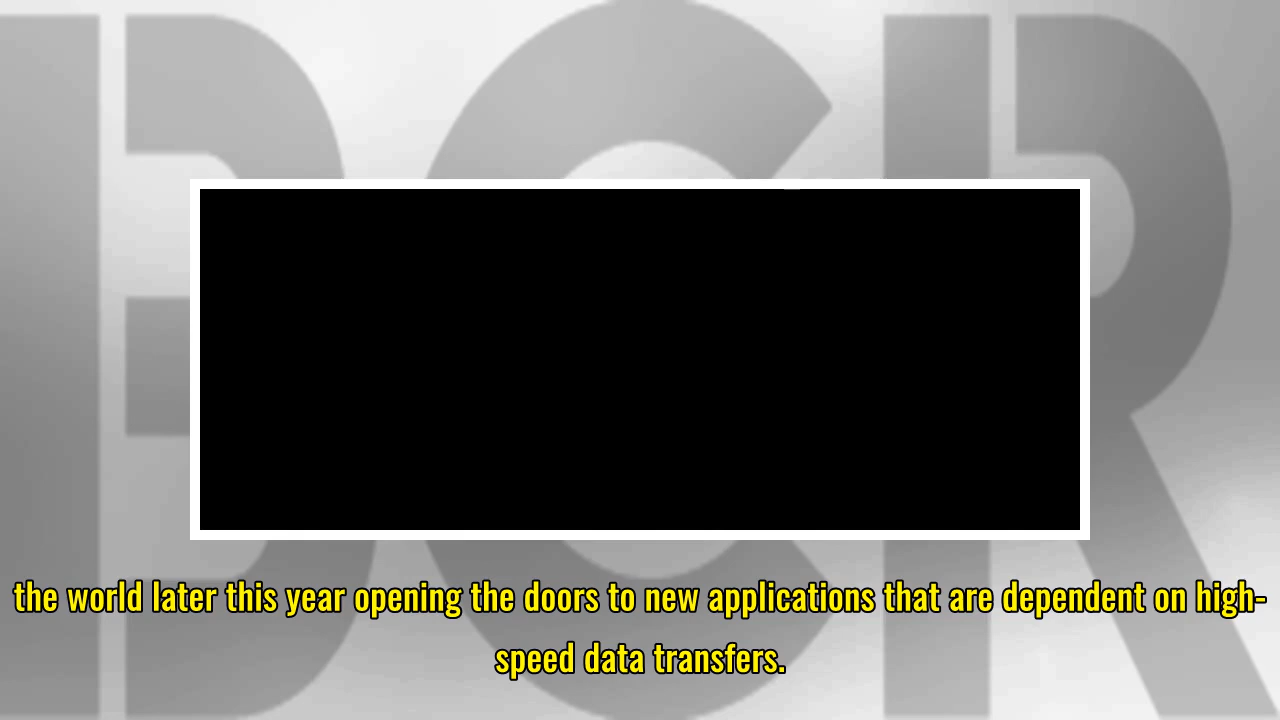 BCR
the world later this year opening the doors to new applications that are dependent on high-
speed data transfers.